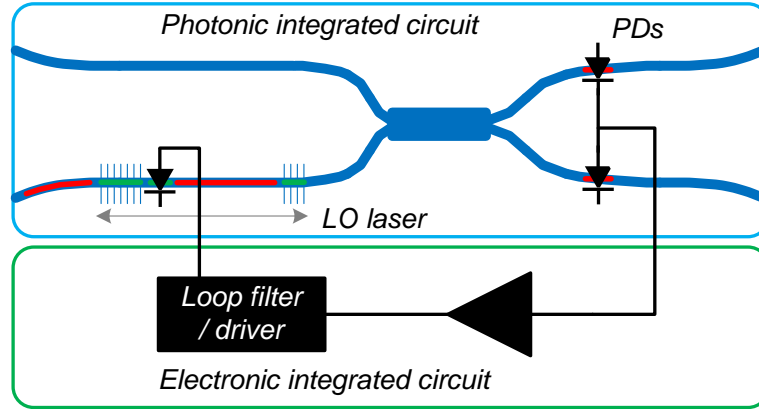 Photonic integrated circuit
PDs
LO laser
Loop filter
/ driver
Electronic integrated circuit